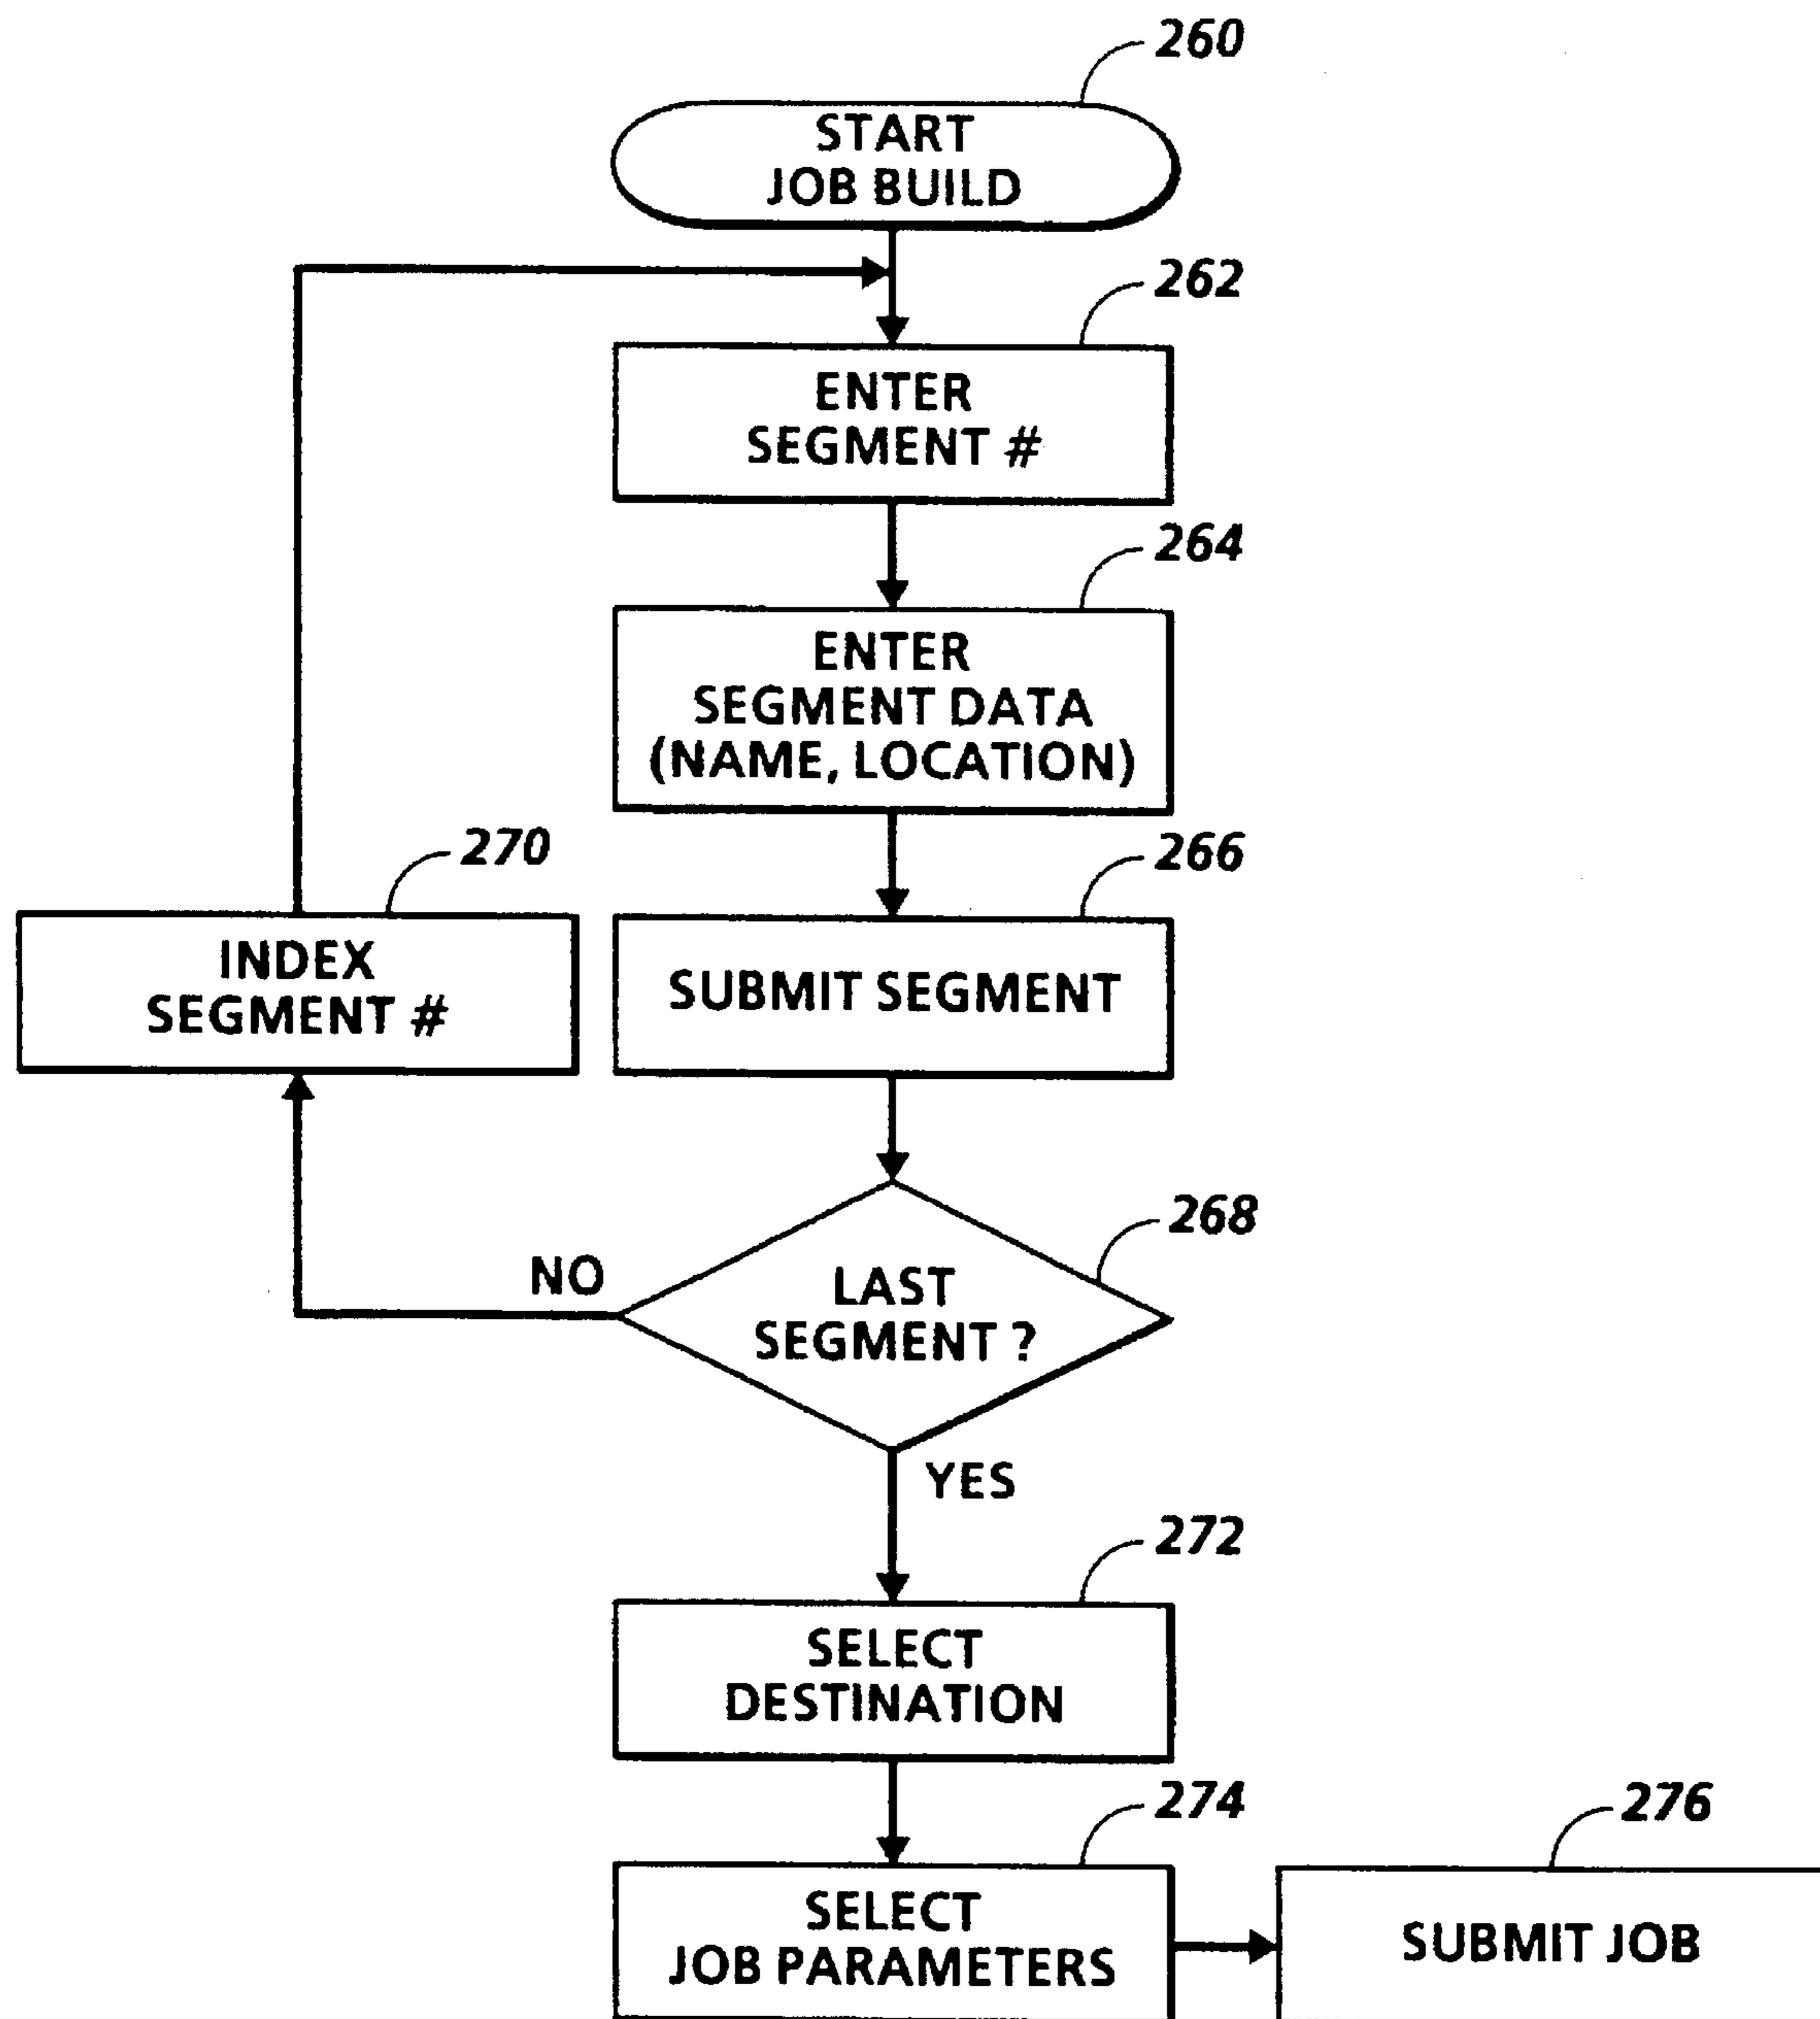 260
START
JOB BUILD
262
ENTER
SEGMENT #
264
ENTER
SEGMENT DATA
(NAME, LOCATION)
270
266
INDEX
SEGMENT #
SUBMIT SEGMENT
268
NO
LAST
SEGMENT ?
YES
272
SELECT
DESTINATION
274
276
SELECT
JOB PARAMETERS
SUBMIT JOB